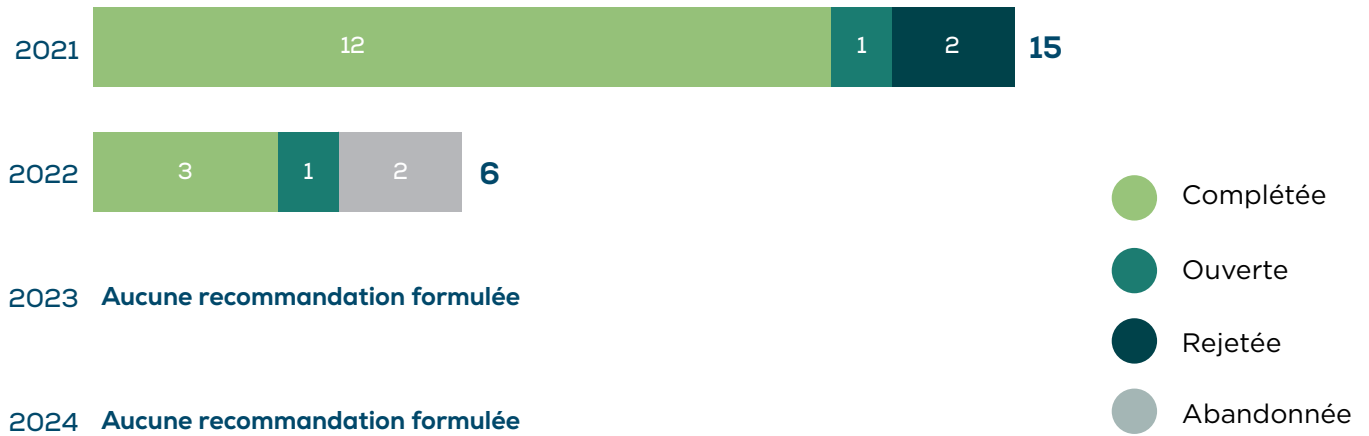 2021 12 1 2 15
2022 3 1 2 6
Complétée
Ouverte
2023 Aucune recommandation formulée
Rejetée
Abandonnée
2024 Aucune recommandation formulée